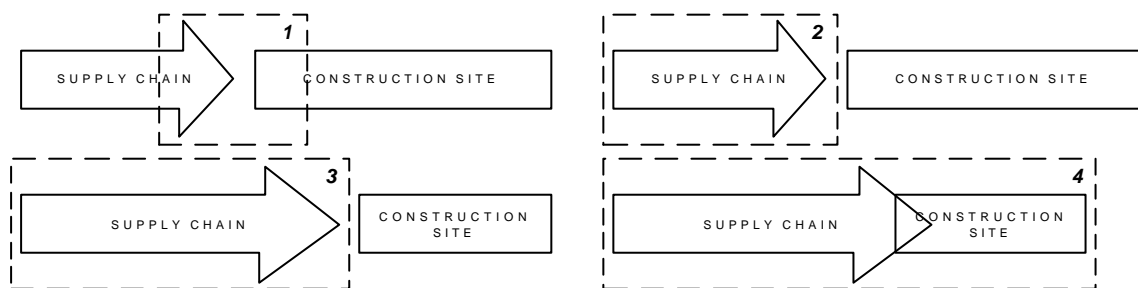 1
SUPPLY CHAIN
CONSTRUCTION SITE
2
SUPPLY CHAIN
CONSTRUCTION SITE
3
SUPPLY CHAIN
CONSTRUCTION
SITE
4
SUPPLY CHAIN
CONSTRUCTION
SITE